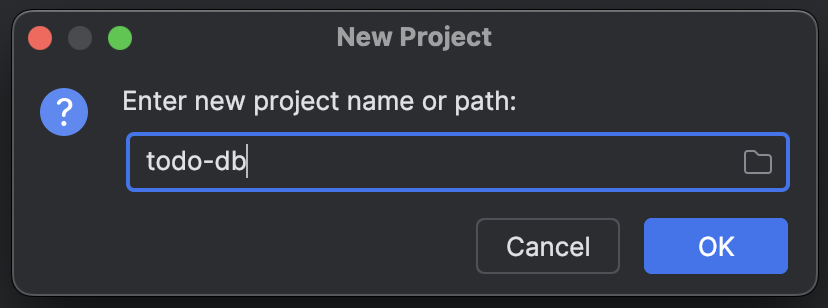 New Project
Enter new project name or path:
todo-db
Cancel
OK